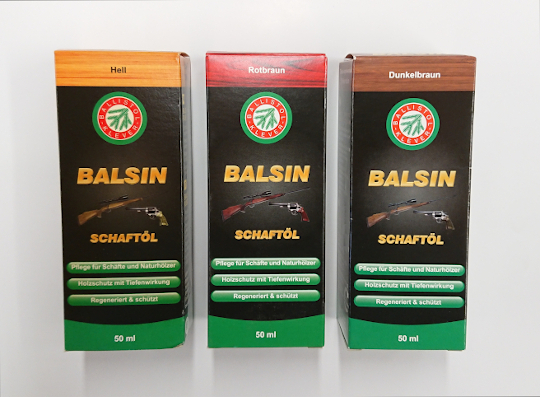 Hell
BALLISTOL
KLEVER
BALSIN
SCHAFTÖL
Pflege für Schäfte und Naturhölzer
Holzschutz mit Tiefenwirkung
Regeneriert & schützt
50 ml
Rotbraun
BALLISTOL
KLEVER
BALSIN
SCHAFTÖL
Pflege für Schäfte und Naturhölzer
Holzschutz mit Tiefenwirkung
Regeneriert & schützt
50 ml
Dunkelbraun
BALLISTOL
KLEVER
BALSIN
SCHAFTÖL
Pflege für Schäfte und Naturhölzer
Holzschutz mit Tiefenwirkung
Regeneriert & schützt
50 ml